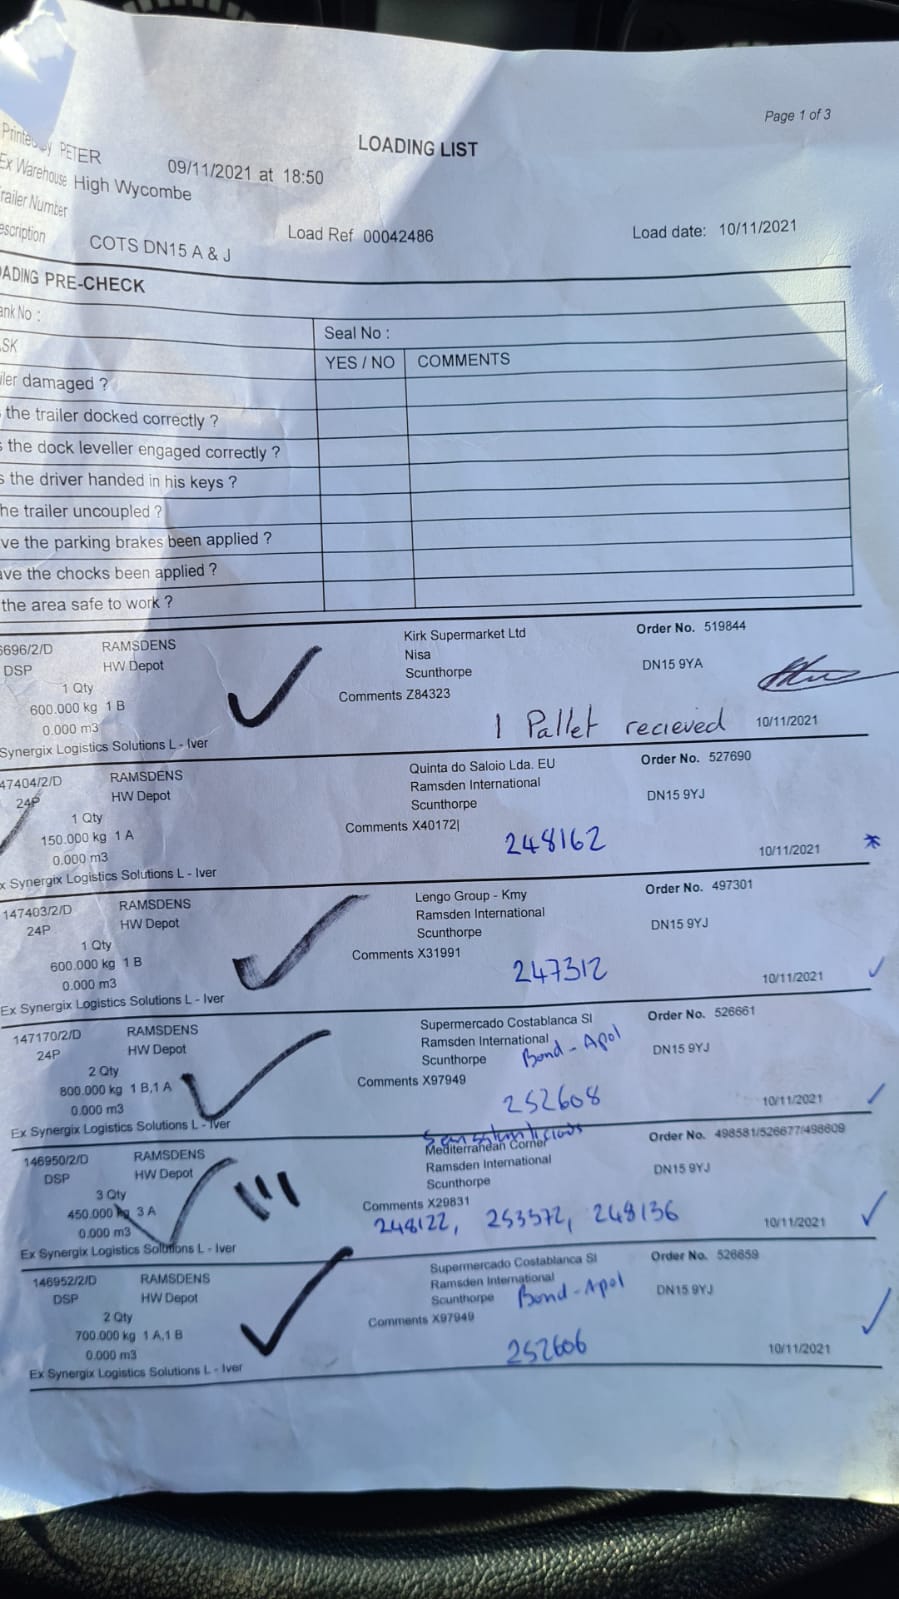 Page 1 of 3
LOADING LIST
Printed by PETER 09/11/2021 at 18:50
Ex Warehouse High Wycombe
railer Number
Load Ref 00042486 Load date: 10/11/2021
escription COTS DN15 A & J
OADING PRE-CHECK
ank No :
Seal No :
ASK YES / NO COMMENTS
iler damaged ?
the trailer docked correctly ?
s the dock leveller engaged correctly ?
s the driver handed in his keys ?
he trailer uncoupled ?
ve the parking brakes been applied ?
ave the chocks been applied ?
the area safe to work ?
6696/2/D RAMSDENS Kirk Supermarket Ltd Order No. 519844
DSP HW Depot Nisa
Scunthorpe DN15 9YA
1 Qty
600.000 kg 1 B Comments Z84323
0.000 m3 1 Pallet recieved 10/11/2021
Synergix Logistics Solutions L - Iver
47404/2/D RAMSDENS Quinta do Saloio Lda. EU Order No. 527690
24P HW Depot Ramsden International
Scunthorpe DN15 9YJ
1 Qty
150.000 kg 1 A Comments X40172|
0.000 m3 248162 10/11/2021 *
x Synergix Logistics Solutions L - Iver
147403/2/D RAMSDENS Lengo Group - Kmy Order No. 497301
24P HW Depot Ramsden International
Scunthorpe DN15 9YJ
1 Qty
600.000 kg 1 B Comments X31991
0.000 m3 247312 10/11/2021
Ex Synergix Logistics Solutions L - Iver
147170/2/D RAMSDENS Supermercado Costablanca Sl Order No. 526661
24P HW Depot Ramsden International
Scunthorpe Bond - Apol DN15 9YJ
2 Qty
800.000 kg 1 B,1 A Comments X97949
0.000 m3 252608 10/11/2021
Ex Synergix Logistics Solutions L - Iver
146950/2/D RAMSDENS Mediterranean Corner Order No. 498581/526677/498609
DSP HW Depot Ramsden International
Scunthorpe DN15 9YJ
3 Qty
450.000 kg 3 A Comments X29831
0.000 m3 248122, 253572, 248136 10/11/2021
Ex Synergix Logistics Solutions L - Iver
146952/2/D RAMSDENS Supermercado Costablanca Sl Order No. 526659
DSP HW Depot Ramsden International
Scunthorpe Bond - Apol DN15 9YJ
2 Qty
700.000 kg 1 A,1 B Comments X97949
0.000 m3 252606 10/11/2021
Ex Synergix Logistics Solutions L - Iver